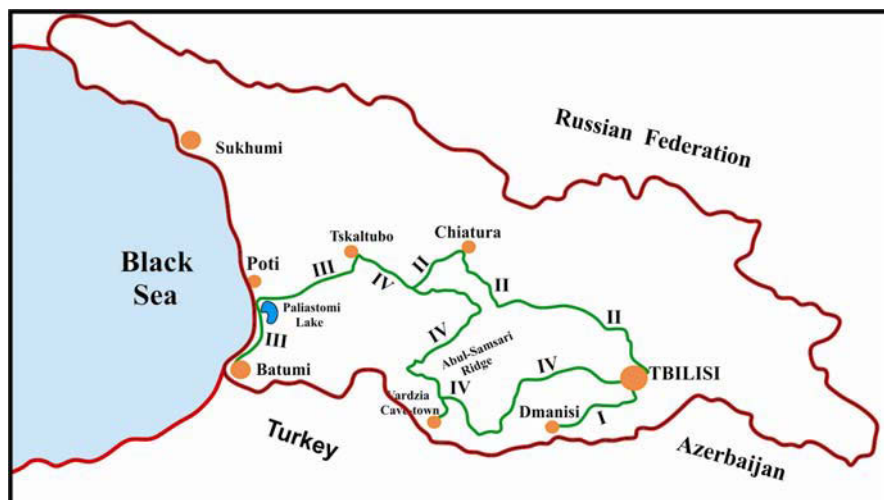 Russian Federation
Sukhumi
Tskaltubo
Chiatura
Black
Sea
Poti
III
IV
II
II
II
Paliastomi
Lake
III
IV
Abul-Samsari
Ridge
IV
Batumi
TBILISI
IV
Vardzia
Cave-town
Dmanisi
I
Turkey
Azerbaijan